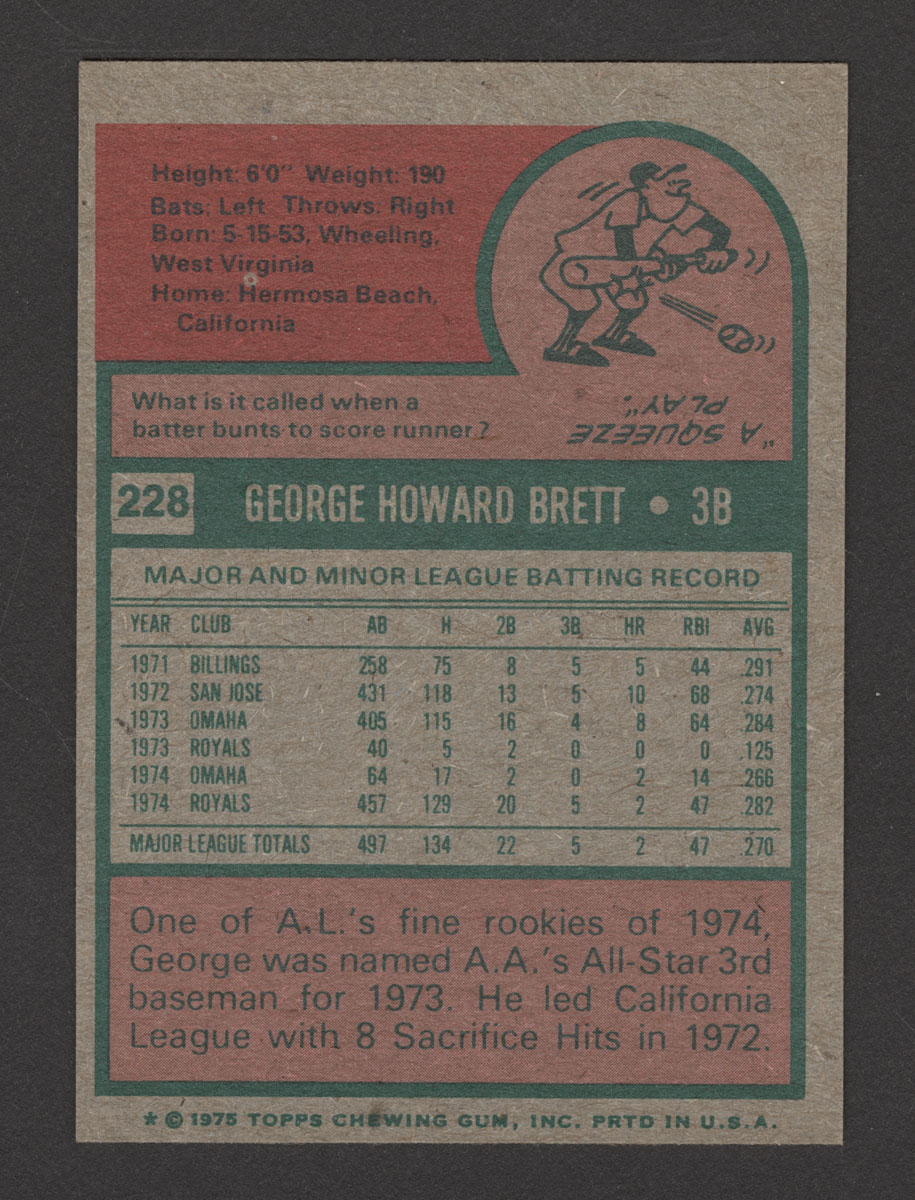 Height: 6'0" Weight: 190
Bats: Left Throws: Right
Born: 5-15-53, Wheeling,
West Virginia
Home: Hermosa Beach,
California
What is it called when a
batter bunts to score runner?
"A SQUEEZE
PLAY".
228 GEORGE HOWARD BRETT • 3B
MAJOR AND MINOR LEAGUE BATTING RECORD
YEAR CLUB AB H 2B 3B HR RBI AVG
1971 BILLINGS 258 75 8 5 5 44 .291
1972 SAN JOSE 431 118 13 5 10 68 .274
1973 OMAHA 405 115 16 4 8 64 .284
1973 ROYALS 40 5 2 0 0 0 .125
1974 OMAHA 64 17 2 0 2 14 .266
1974 ROYALS 457 129 20 5 2 47 .282
MAJOR LEAGUE TOTALS 497 134 22 5 2 47 .270
One of A.L.'s fine rookies of 1974,
George was named A.A.'s All-Star 3rd
baseman for 1973. He led California
League with 8 Sacrifice Hits in 1972.
* © 1975 TOPPS CHEWING GUM, INC. PRTD IN U.S.A.